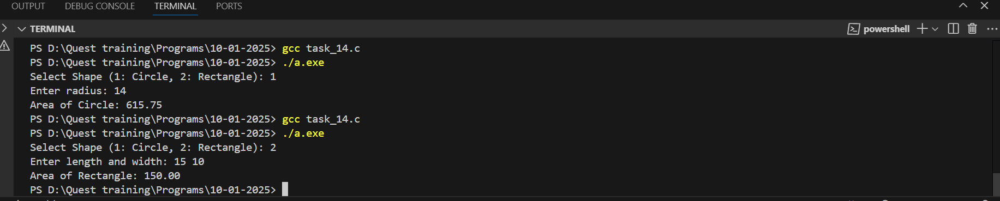 OUTPUT DEBUG CONSOLE TERMINAL PORTS
TERMINAL powershell
PS D:\Quest training\Programs\10-01-2025> gcc task_14.c
PS D:\Quest training\Programs\10-01-2025> ./a.exe
Select Shape (1: Circle, 2: Rectangle): 1
Enter radius: 14
Area of Circle: 615.75
PS D:\Quest training\Programs\10-01-2025> gcc task_14.c
PS D:\Quest training\Programs\10-01-2025> ./a.exe
Select Shape (1: Circle, 2: Rectangle): 2
Enter length and width: 15 10
Area of Rectangle: 150.00
PS D:\Quest training\Programs\10-01-2025>